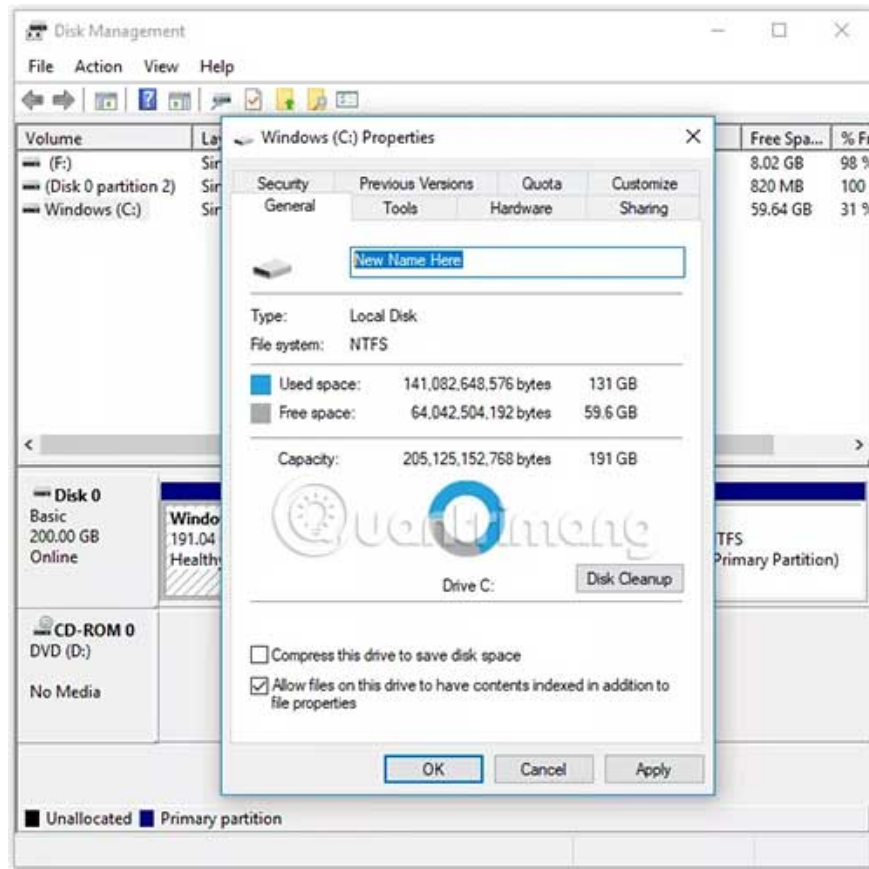 Disk Management
File Action View Help
Volume Free Spa... % F
(F:) 8.02 GB 98 %
(Disk 0 partition 2) 820 MB 100
Windows (C:) 59.64 GB 31 %
Windows (C:) Properties
Security Previous Versions Quota Customize
General Tools Hardware Sharing
New Name Here
Type: Local Disk
File system: NTFS
Used space: 141,082,648,576 bytes 131 GB
Free space: 64,042,504,192 bytes 59.6 GB
Capacity: 205,125,152,768 bytes 191 GB
Quantrimang
Drive C: Disk Cleanup
Compress this drive to save disk space
Allow files on this drive to have contents indexed in addition to
file properties
OK Cancel Apply
Disk 0
Basic
200.00 GB
Online
Windo
191.04
Health
TFS
Primary Partition)
CD-ROM 0
DVD (D:)
No Media
Unallocated Primary partition